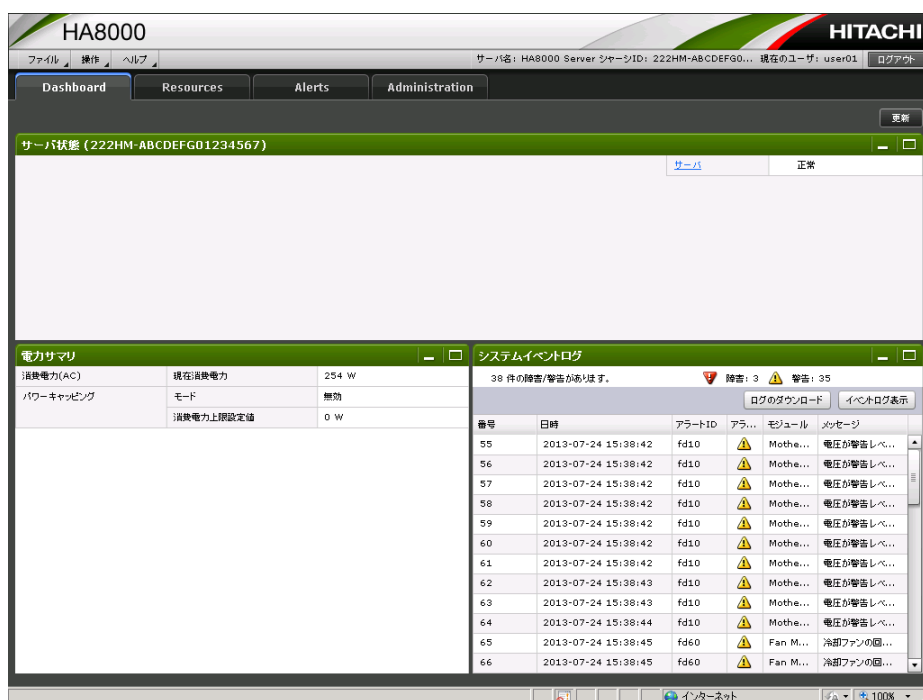 HA8000
HITACHI
ファイル 操作 ヘルプ サーバ名: HA8000 Server シャーシID: 222HM-ABCDEFG0... 現在のユーザ: user01 ログアウト
Dashboard Resources Alerts Administration
更新
サーバ状態 (222HM-ABCDEFG01234567)
サーバ 正常
電力サマリ
消費電力(AC) 現在消費電力 254 W
パワーキャッピング モード 無効
消費電力上限設定値 0 W
システムイベントログ
38 件の障害/警告があります。 障害: 3 警告: 35
ログのダウンロード イベントログ表示
番号 日時 アラートID アラ... モジュール メッセージ
55 2013-07-24 15:38:42 fd10 Mothe... 電圧が警告レベ...
56 2013-07-24 15:38:42 fd10 Mothe... 電圧が警告レベ...
57 2013-07-24 15:38:42 fd10 Mothe... 電圧が警告レベ...
58 2013-07-24 15:38:42 fd10 Mothe... 電圧が警告レベ...
59 2013-07-24 15:38:42 fd10 Mothe... 電圧が警告レベ...
60 2013-07-24 15:38:42 fd10 Mothe... 電圧が警告レベ...
61 2013-07-24 15:38:42 fd10 Mothe... 電圧が警告レベ...
62 2013-07-24 15:38:43 fd10 Mothe... 電圧が警告レベ...
63 2013-07-24 15:38:43 fd10 Mothe... 電圧が警告レベ...
64 2013-07-24 15:38:44 fd10 Mothe... 電圧が警告レベ...
65 2013-07-24 15:38:45 fd60 Fan M... 冷却ファンの回...
66 2013-07-24 15:38:45 fd60 Fan M... 冷却ファンの回...
インターネット 100%